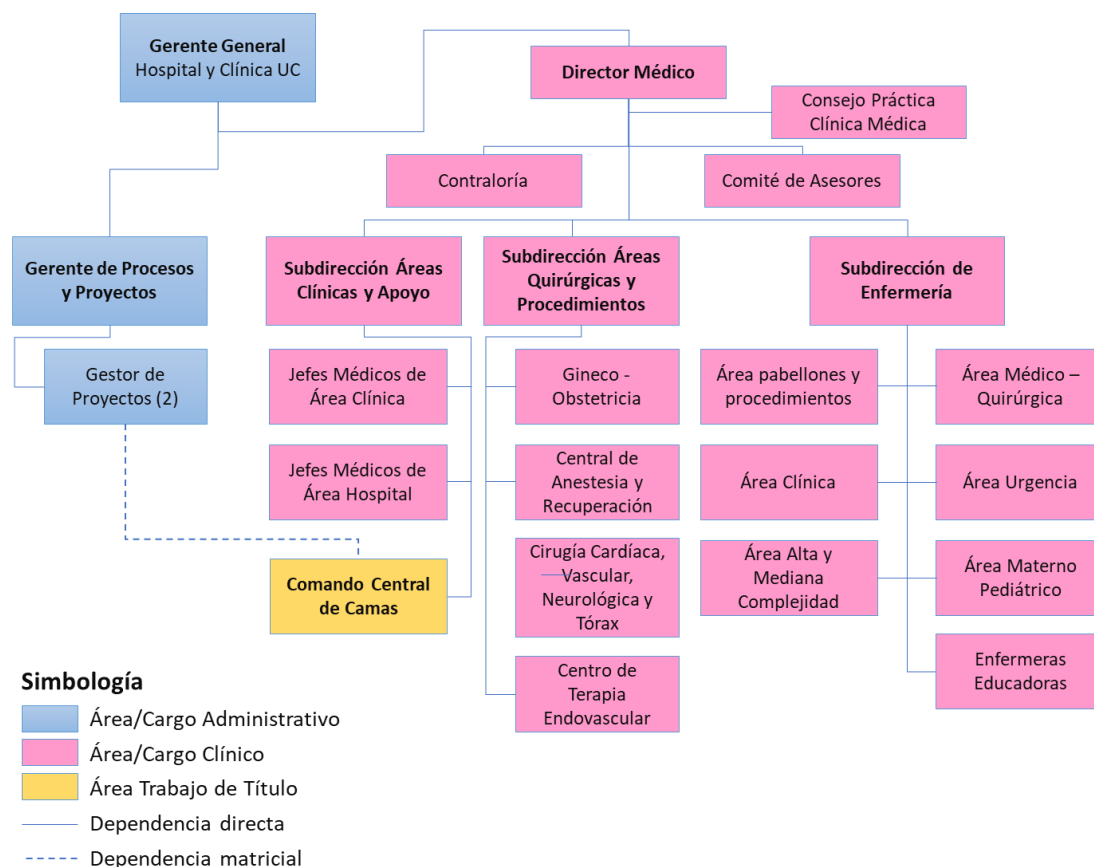 Gerente General
Hospital y Clínica UC
Director Médico
Consejo Práctica
Clínica Médica
Contraloría
Comité de Asesores
Gerente de Procesos
y Proyectos
Subdirección Áreas
Clínicas y Apoyo
Subdirección Áreas
Quirúrgicas y
Procedimientos
Subdirección de
Enfermería
Gestor de
Proyectos (2)
Jefes Médicos de
Área Clínica
Gineco -
Obstetricia
Área pabellones y
procedimientos
Área Médico –
Quirúrgica
Jefes Médicos de
Área Hospital
Central de
Anestesia y
Recuperación
Área Clínica
Área Urgencia
Comando Central
de Camas
Cirugía Cardíaca,
Vascular,
Neurológica y
Tórax
Área Alta y
Mediana
Complejidad
Área Materno
Pediátrico
Centro de
Terapia
Endovascular
Enfermeras
Educadoras
Simbología
Área/Cargo Administrativo
Área/Cargo Clínico
Área Trabajo de Título
Dependencia directa
Dependencia matricial